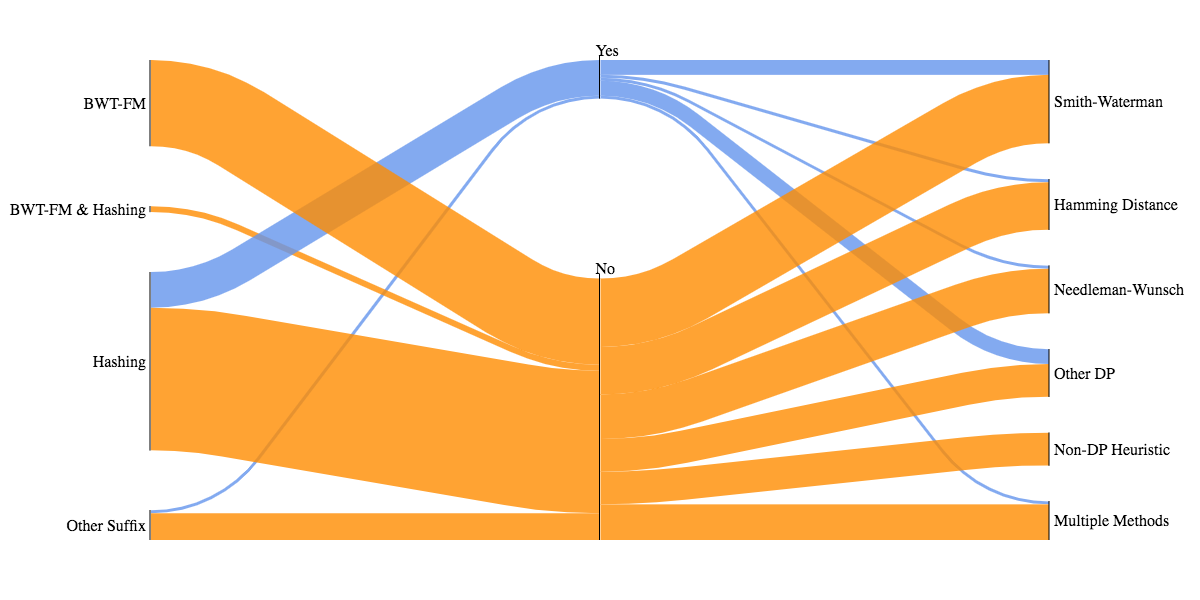 Yes
BWT-FM
Smith-Waterman
BWT-FM & Hashing
Hamming Distance
No
Needleman-Wunsch
Hashing
Other DP
Non-DP Heuristic
Other Suffix
Multiple Methods